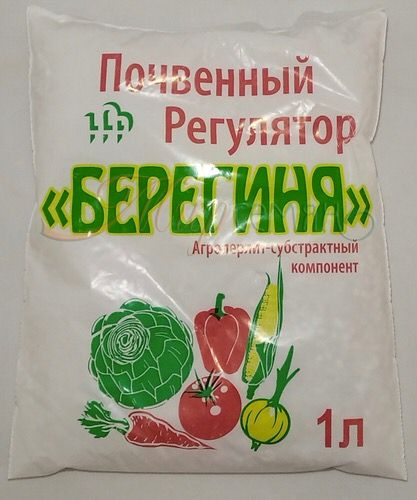 Почвенный
Регулятор
«БЕРЕГИНЯ»
Агроперлит-субстрактный
компонент
1л